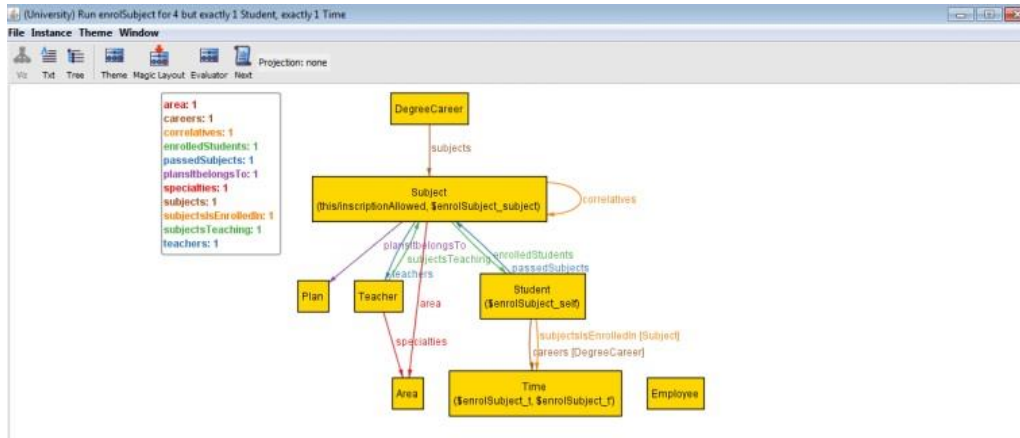 (University) Run enrolSubject for 4 but exactly 1 Student, exactly 1 Time
File Instance Theme Window
Viz Txt Tree Theme Magic Layout Evaluator Next Projection: none
area: 1
careers: 1
correlatives: 1
enrolledStudents: 1
passedSubjects: 1
plansItbelongsTo: 1
specialties: 1
subjects: 1
subjectsIsEnrolledIn: 1
subjectsTeaching: 1
teachers: 1
DegreeCareer
subjects
Subject
(this/inscriptionAllowed, $enrolSubject_subject)
correlatives
plansItbelongsTo
subjectsTeaching
enrolledStudents
teachers
passedSubjects
Plan
Teacher
area
Student
($enrolSubject_self)
specialties
subjectsIsEnrolledIn [Subject]
careers [DegreeCareer]
Area
Time
($enrolSubject_t, $enrolSubject_t')
Employee